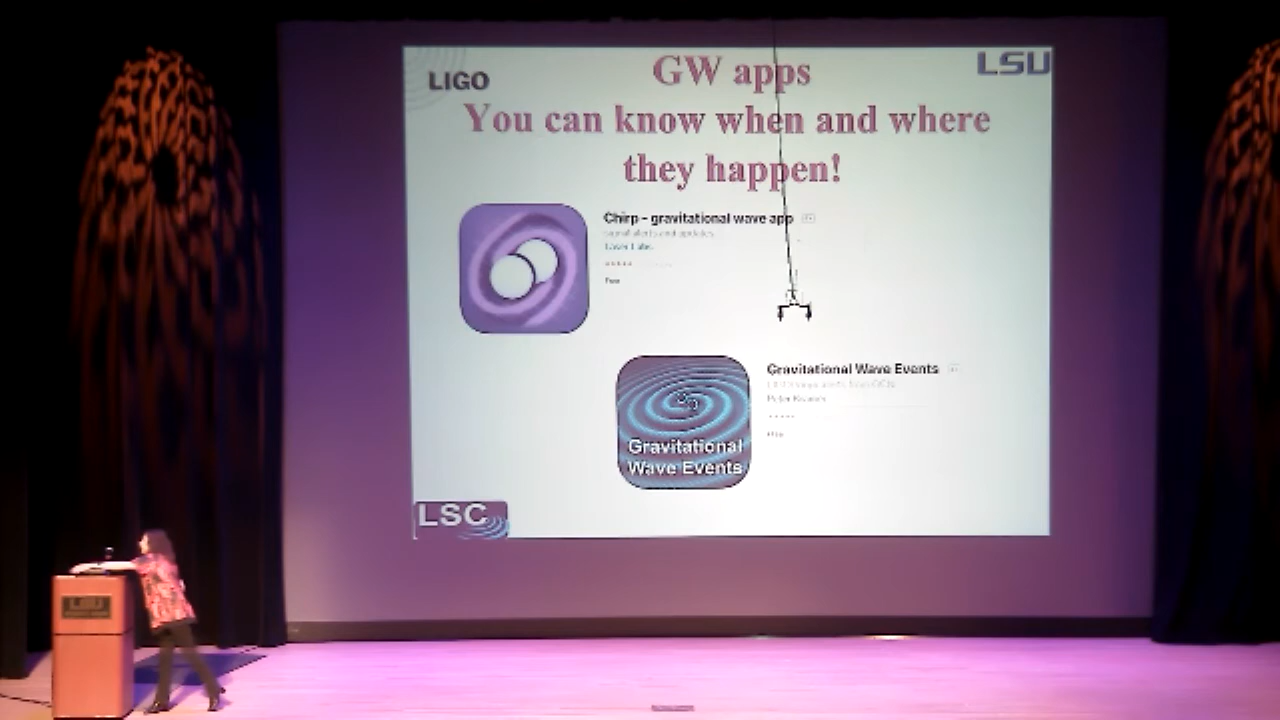 LIGO
LSU
GW apps
You can know when and where
they happen!
Chirp - gravitational wave app
Free
Gravitational Wave Events
Gravitational
Wave Events
LSC
LSU